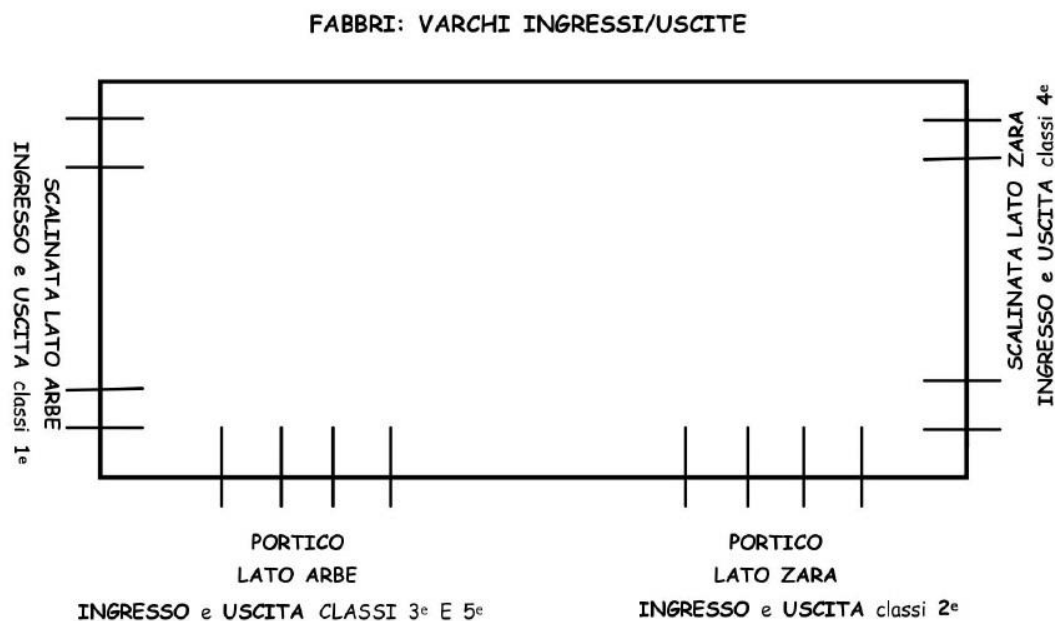 FABBRI: VARCHI INGRESSI/USCITE
SCALINATA LATO ARBE
INGRESSO e USCITA classi 1ᵉ
SCALINATA LATO ZARA
INGRESSO e USCITA classi 4ᵉ
PORTICO
LATO ARBE
INGRESSO e USCITA CLASSI 3ᵉ E 5ᵉ
PORTICO
LATO ZARA
INGRESSO e USCITA classi 2ᵉ